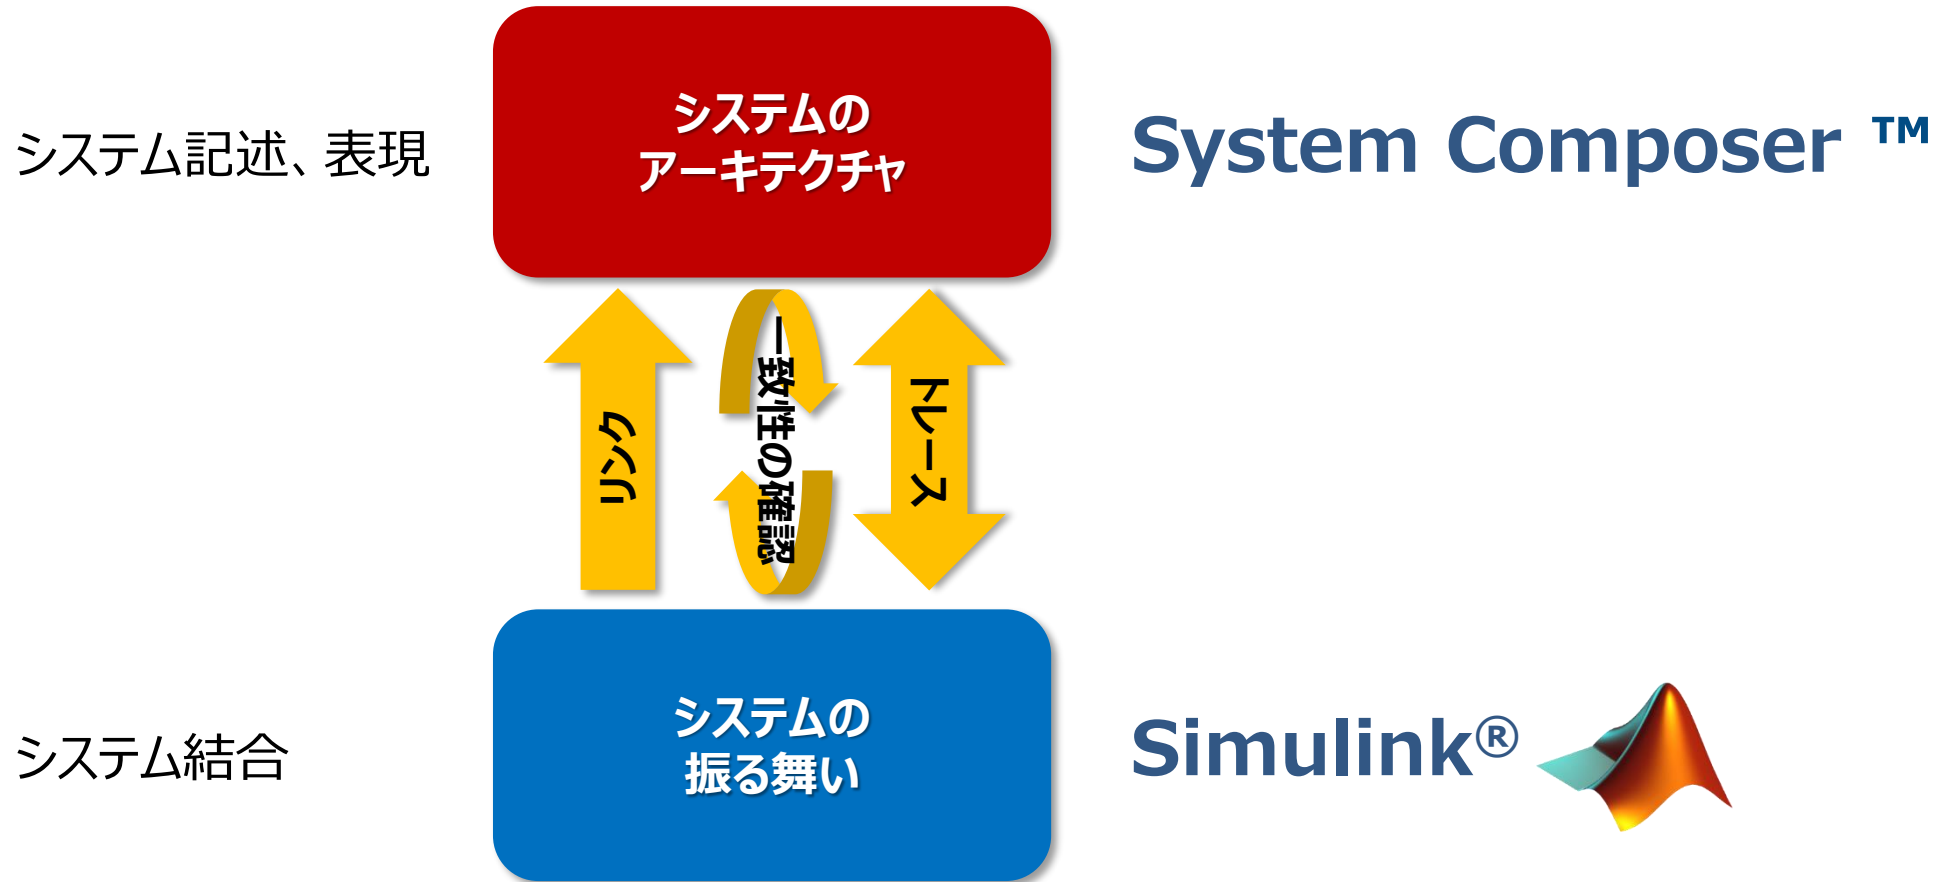 システム記述、表現
システムの
アーキテクチャ
System Composer ™
リンク
一致性の確認
トレース
システム結合
システムの
振る舞い
Simulink®